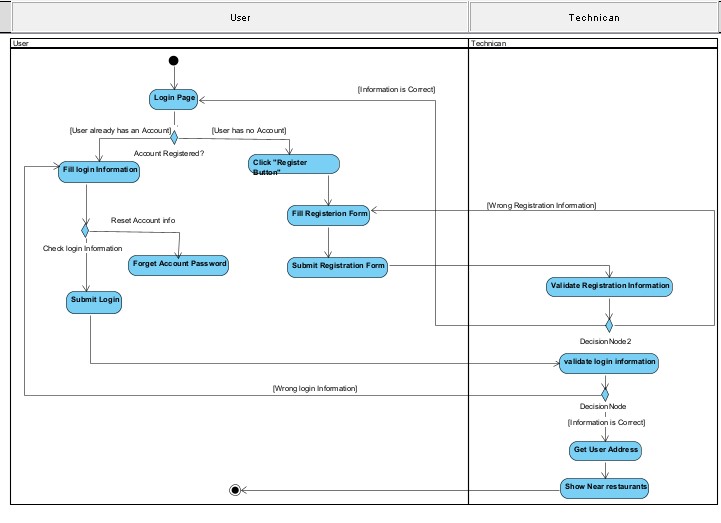 User
Technican
User
Technican
[Information is Correct]
Login Page
[User already has an Account]
[User has no Account]
Account Registered?
Click "Register
Button"
Fill login Information
Fill Registerion Form
[Wrong Registration Information]
Reset Account info
Check login Information
Forget Account Password
Submit Registration Form
Submit Login
Validate Registration Information
DecisionNode2
validate login information
[Wrong login Information]
DecisionNode
[Information is Correct]
Get User Address
Show Near restaurants